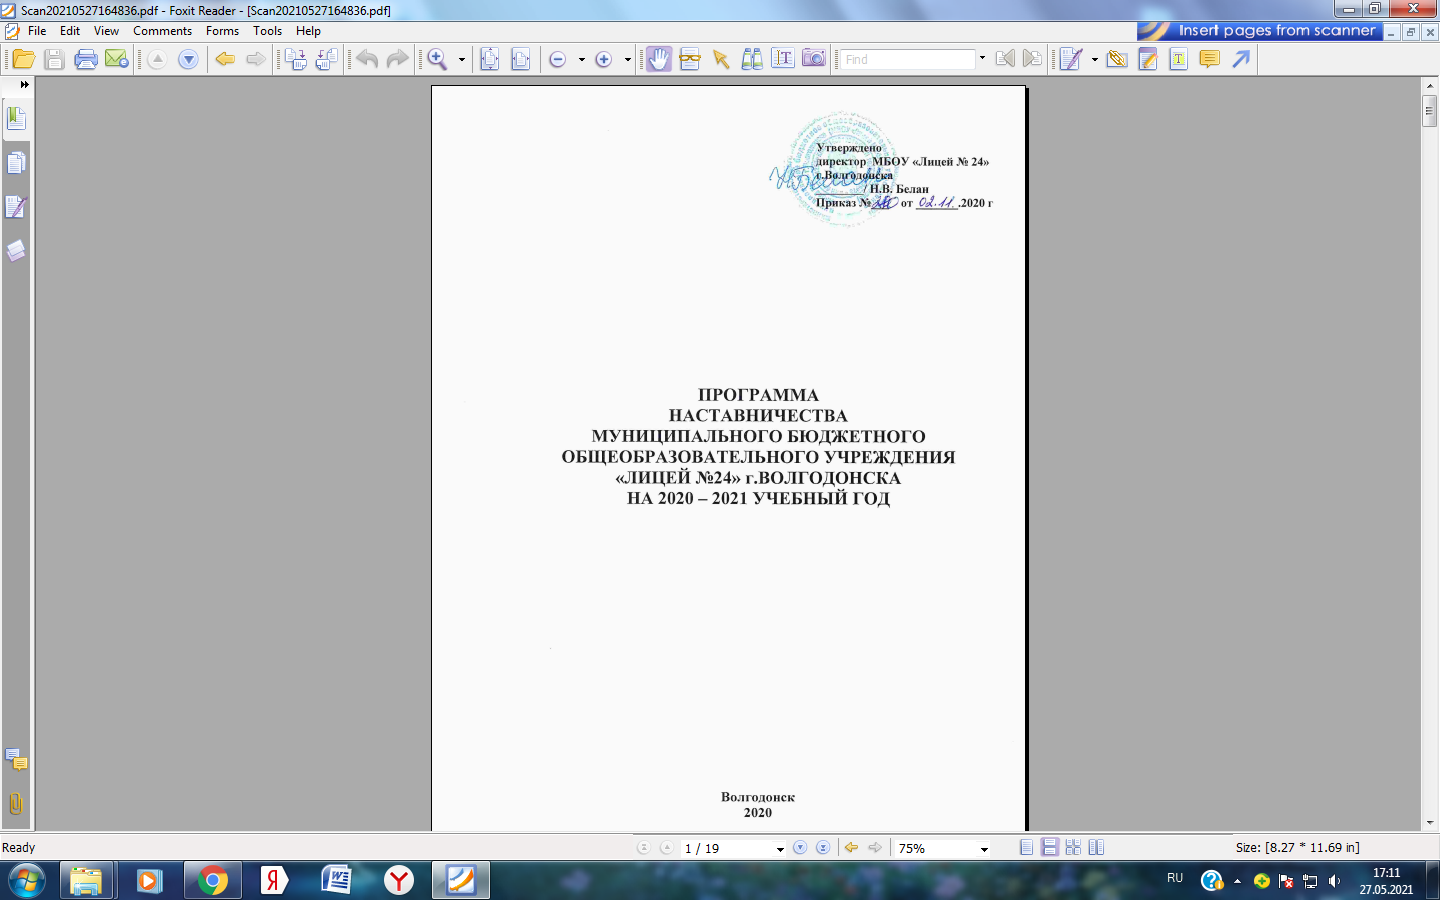 Scan20210527164836.pdf - Foxit Reader - [Scan20210527164836.pdf]
File Edit View Comments Forms Tools Help
Insert pages from scanner
Find
Утверждено
директор МБОУ «Лицей № 24»
г.Волгодонска
/ Н.В. Белан
Приказ № от 02.11.2020 г
ПРОГРАММА
НАСТАВНИЧЕСТВА
МУНИЦИПАЛЬНОГО БЮДЖЕТНОГО
ОБЩЕОБРАЗОВАТЕЛЬНОГО УЧРЕЖДЕНИЯ
«ЛИЦЕЙ №24» г.ВОЛГОДОНСКА
НА 2020 – 2021 УЧЕБНЫЙ ГОД
Волгодонск
2020
Ready
1 / 19
75%
Size: [8.27 * 11.69 in]
RU
17:11
27.05.2021